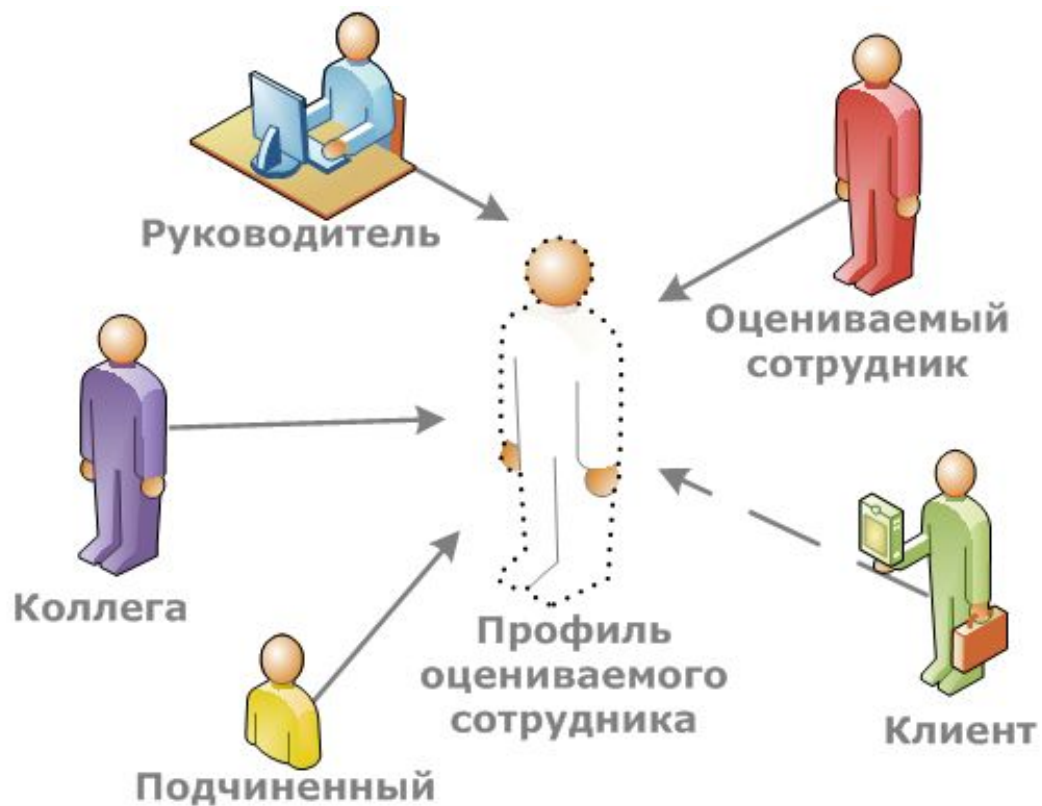 Руководитель
Оцениваемый
сотрудник
Коллега
Профиль
оцениваемого
сотрудника
Клиент
Подчиненный